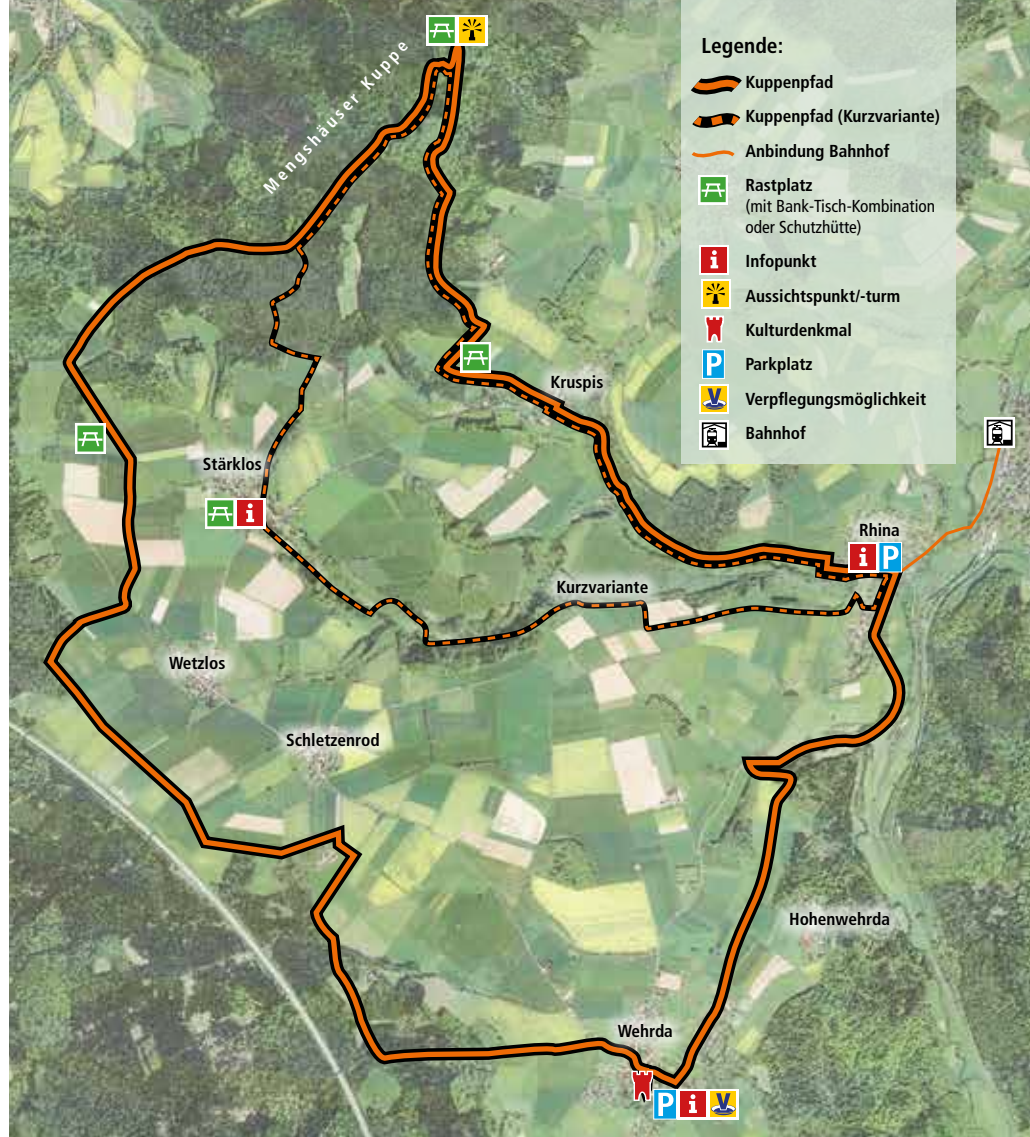 Mengshäuser Kuppe
Legende:
Kuppenpfad
Kuppenpfad (Kurzvariante)
Anbindung Bahnhof
Rastplatz
(mit Bank-Tisch-Kombination
oder Schutzhütte)
i Infopunkt
Aussichtspunkt/-turm
Kulturdenkmal
P Parkplatz
Verpflegungsmöglichkeit
Bahnhof
Kruspis
Stärklos
i
Rhina
i P
Kurzvariante
Wetzlos
Schletzenrod
Hohenwehrda
Wehrda
P i